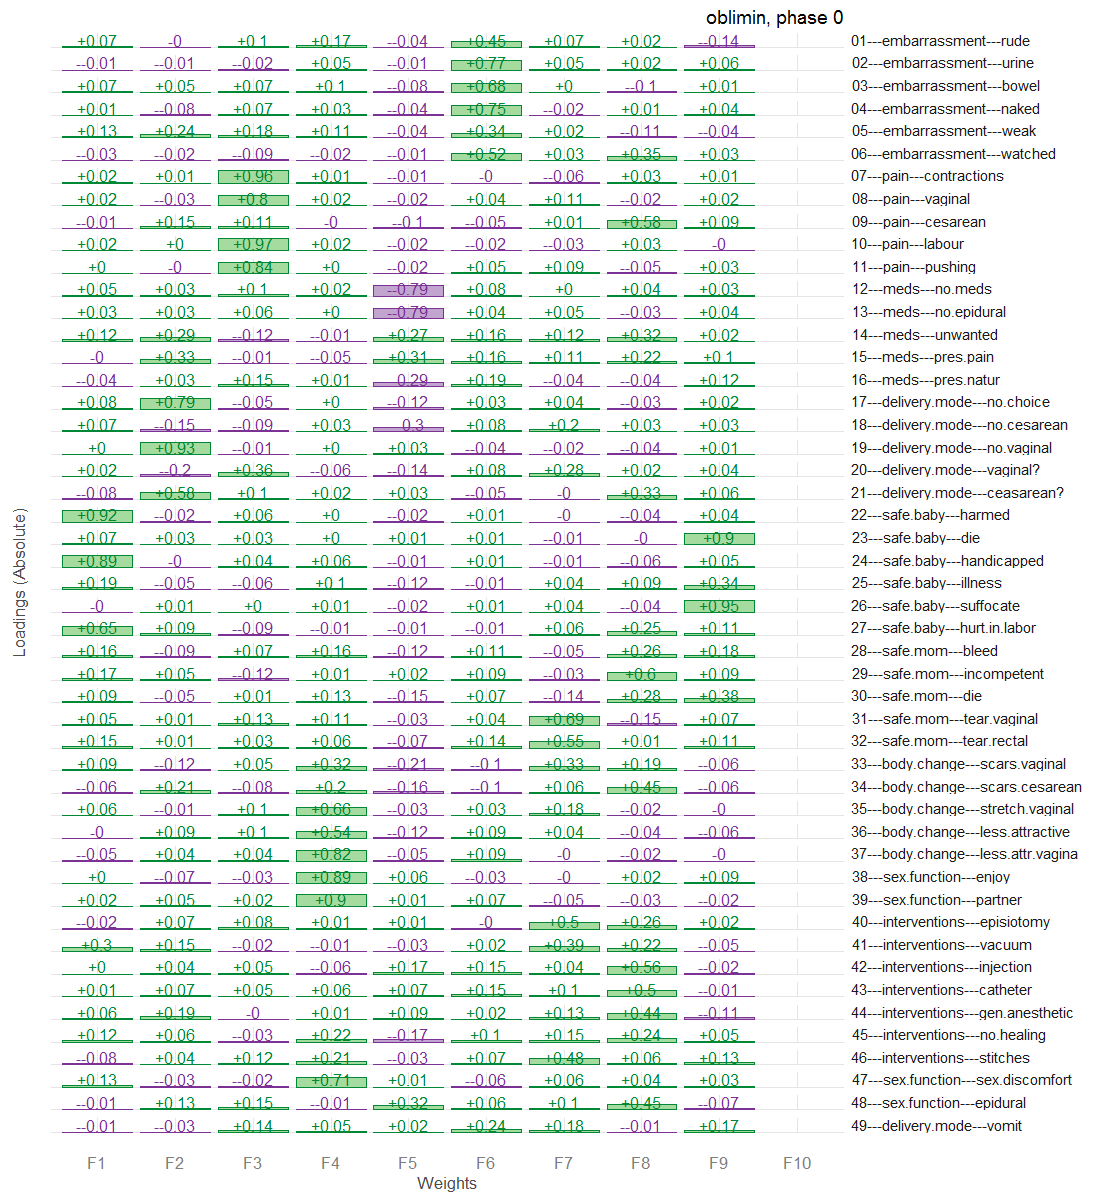 oblimin, phase 0
+0.07 -0 +0.1 +0.17 --0.04 +0.45 +0.07 +0.02 --0.14 01---embarrassment---rude
--0.01 --0.01 --0.02 +0.05 --0.01 +0.77 +0.05 +0.02 +0.06 02---embarrassment---urine
+0.07 +0.05 +0.07 +0.1 --0.08 +0.68 +0 --0.1 +0.01 03---embarrassment---bowel
+0.01 --0.08 +0.07 +0.03 --0.04 +0.75 --0.02 +0.01 +0.04 04---embarrassment---naked
+0.13 +0.24 +0.18 +0.11 --0.04 +0.34 +0.02 --0.11 --0.04 05---embarrassment---weak
--0.03 --0.02 --0.09 --0.02 --0.01 +0.52 +0.03 +0.35 +0.03 06---embarrassment---watched
+0.02 +0.01 +0.96 +0.01 --0.01 -0 --0.06 +0.03 +0.01 07---pain---contractions
+0.02 --0.03 +0.8 +0.02 --0.02 +0.04 +0.11 --0.02 +0.02 08---pain---vaginal
--0.01 +0.15 +0.11 -0 --0.1 --0.05 +0.01 +0.58 +0.09 09---pain---cesarean
+0.02 +0 +0.97 +0.02 --0.02 --0.02 --0.03 +0.03 -0 10---pain---labour
+0 -0 +0.84 +0 --0.02 +0.05 +0.09 --0.05 +0.03 11---pain---pushing
+0.05 +0.03 +0.1 +0.02 --0.79 +0.08 +0 +0.04 +0.03 12---meds---no.meds
+0.03 +0.03 +0.06 +0 --0.79 +0.04 +0.05 --0.03 +0.04 13---meds---no.epidural
+0.12 +0.29 --0.12 --0.01 +0.27 +0.16 +0.12 +0.32 +0.02 14---meds---unwanted
-0 +0.33 --0.01 --0.05 +0.31 +0.16 +0.11 +0.22 +0.1 15---meds---pres.pain
--0.04 +0.03 +0.15 +0.01 --0.29 +0.19 --0.04 --0.04 +0.12 16---meds---pres.natur
+0.08 +0.79 --0.05 +0 --0.12 +0.03 +0.04 --0.03 +0.02 17---delivery.mode---no.choice
+0.07 --0.15 --0.09 +0.03 --0.3 +0.08 +0.2 +0.03 +0.03 18---delivery.mode---no.cesarean
+0 +0.93 --0.01 +0 +0.03 --0.04 --0.02 --0.04 +0.01 19---delivery.mode---no.vaginal
+0.02 --0.2 +0.36 --0.06 --0.14 +0.08 +0.28 +0.02 +0.04 20---delivery.mode---vaginal?
--0.08 +0.58 +0.1 +0.02 +0.03 --0.05 -0 +0.33 +0.06 21---delivery.mode---ceasarean?
+0.92 --0.02 +0.06 +0 --0.02 +0.01 -0 --0.04 +0.04 22---safe.baby---harmed
+0.07 +0.03 +0.03 +0 +0.01 +0.01 --0.01 -0 +0.9 23---safe.baby---die
+0.89 -0 +0.04 +0.06 --0.01 +0.01 --0.01 --0.06 +0.05 24---safe.baby---handicapped
+0.19 --0.05 --0.06 +0.1 --0.12 --0.01 +0.04 +0.09 +0.34 25---safe.baby---illness
-0 +0.01 +0 +0.01 --0.02 +0.01 +0.04 --0.04 +0.95 26---safe.baby---suffocate
+0.65 +0.09 --0.09 --0.01 --0.01 --0.01 +0.06 +0.25 +0.11 27---safe.baby---hurt.in.labor
+0.16 --0.09 +0.07 +0.16 --0.12 +0.11 --0.05 +0.26 +0.18 28---safe.mom---bleed
+0.17 +0.05 --0.12 +0.01 +0.02 +0.09 --0.03 +0.6 +0.09 29---safe.mom---incompetent
+0.09 --0.05 +0.01 +0.13 --0.15 +0.07 --0.14 +0.28 +0.38 30---safe.mom---die
+0.05 +0.01 +0.13 +0.11 --0.03 +0.04 +0.69 --0.15 +0.07 31---safe.mom---tear.vaginal
+0.15 +0.01 +0.03 +0.06 --0.07 +0.14 +0.55 +0.01 +0.11 32---safe.mom---tear.rectal
+0.09 --0.12 +0.05 +0.32 --0.21 --0.1 +0.33 +0.19 --0.06 33---body.change---scars.vaginal
--0.06 +0.21 --0.08 +0.2 --0.16 --0.1 +0.06 +0.45 --0.06 34---body.change---scars.cesarean
+0.06 --0.01 +0.1 +0.66 --0.03 +0.03 +0.18 --0.02 -0 35---body.change---stretch.vaginal
-0 +0.09 +0.1 +0.54 --0.12 +0.09 +0.04 --0.04 --0.06 36---body.change---less.attractive
--0.05 +0.04 +0.04 +0.82 --0.05 +0.09 -0 --0.02 -0 37---body.change---less.attr.vagina
+0 --0.07 --0.03 +0.89 +0.06 --0.03 -0 +0.02 +0.09 38---sex.function---enjoy
+0.02 +0.05 +0.02 +0.9 +0.01 +0.07 --0.05 --0.03 --0.02 39---sex.function---partner
--0.02 +0.07 +0.08 +0.01 +0.01 -0 +0.5 +0.26 +0.02 40---interventions---episiotomy
+0.3 +0.15 --0.02 --0.01 --0.03 +0.02 +0.39 +0.22 --0.05 41---interventions---vacuum
+0 +0.04 +0.05 --0.06 +0.17 +0.15 +0.04 +0.56 --0.02 42---interventions---injection
+0.01 +0.07 +0.05 +0.06 +0.07 +0.15 +0.1 +0.5 --0.01 43---interventions---catheter
+0.06 +0.19 -0 +0.01 +0.09 +0.02 +0.13 +0.44 --0.11 44---interventions---gen.anesthetic
+0.12 +0.06 --0.03 +0.22 --0.17 +0.1 +0.15 +0.24 +0.05 45---interventions---no.healing
--0.08 +0.04 +0.12 +0.21 --0.03 +0.07 +0.48 +0.06 +0.13 46---interventions---stitches
+0.13 --0.03 --0.02 +0.71 +0.01 --0.06 +0.06 +0.04 +0.03 47---sex.function---sex.discomfort
--0.01 +0.13 +0.15 --0.01 +0.32 +0.06 +0.1 +0.45 --0.07 48---sex.function---epidural
--0.01 --0.03 +0.14 +0.05 +0.02 +0.24 +0.18 --0.01 +0.17 49---delivery.mode---vomit
F1 F2 F3 F4 F5 F6 F7 F8 F9 F10
Weights
Loadings (Absolute)